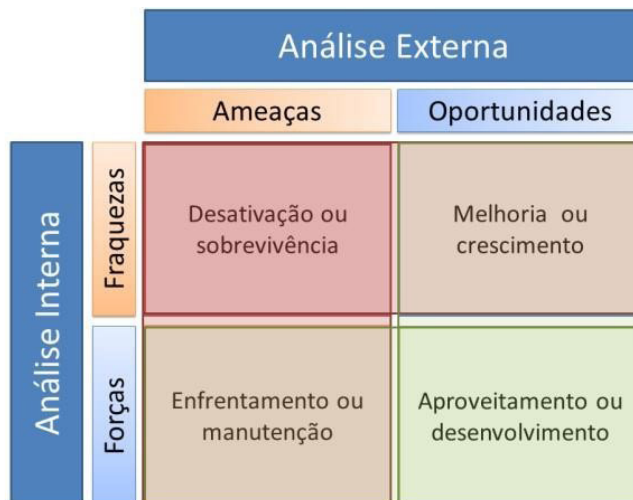 Análise Externa
Ameaças
Oportunidades
Análise Interna
Fraquezas
Desativação ou
sobrevivência
Melhoria ou
crescimento
Forças
Enfrentamento ou
manutenção
Aproveitamento ou
desenvolvimento